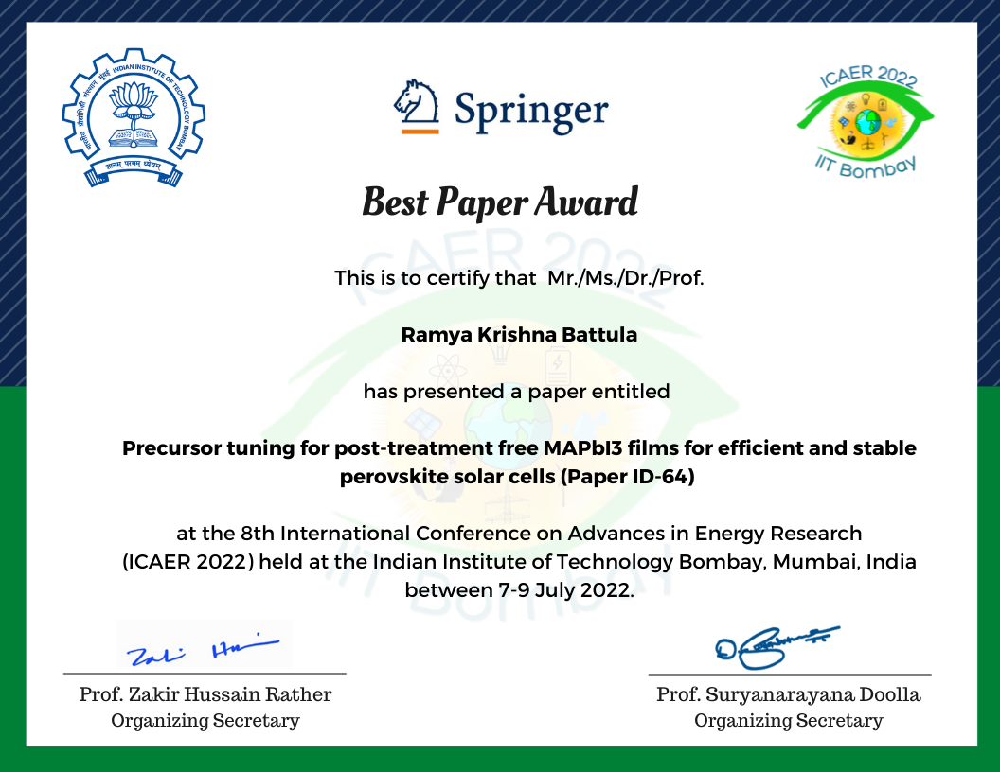 भारतीय प्रौद्योगिकी संस्थान मुंबई INDIAN INSTITUTE OF TECHNOLOGY BOMBAY
ज्ञानम् परमम् ध्येयम्
Springer
ICAER 2022
IIT Bombay
Best Paper Award
ICAER 2022
This is to certify that Mr./Ms./Dr./Prof.
Ramya Krishna Battula
has presented a paper entitled
Precursor tuning for post-treatment free MAPbI3 films for efficient and stable
perovskite solar cells (Paper ID-64)
at the 8th International Conference on Advances in Energy Research
(ICAER 2022) held at the Indian Institute of Technology Bombay, Mumbai, India
between 7-9 July 2022.
IIT Bombay
Prof. Zakir Hussain Rather
Organizing Secretary
Prof. Suryanarayana Doolla
Organizing Secretary